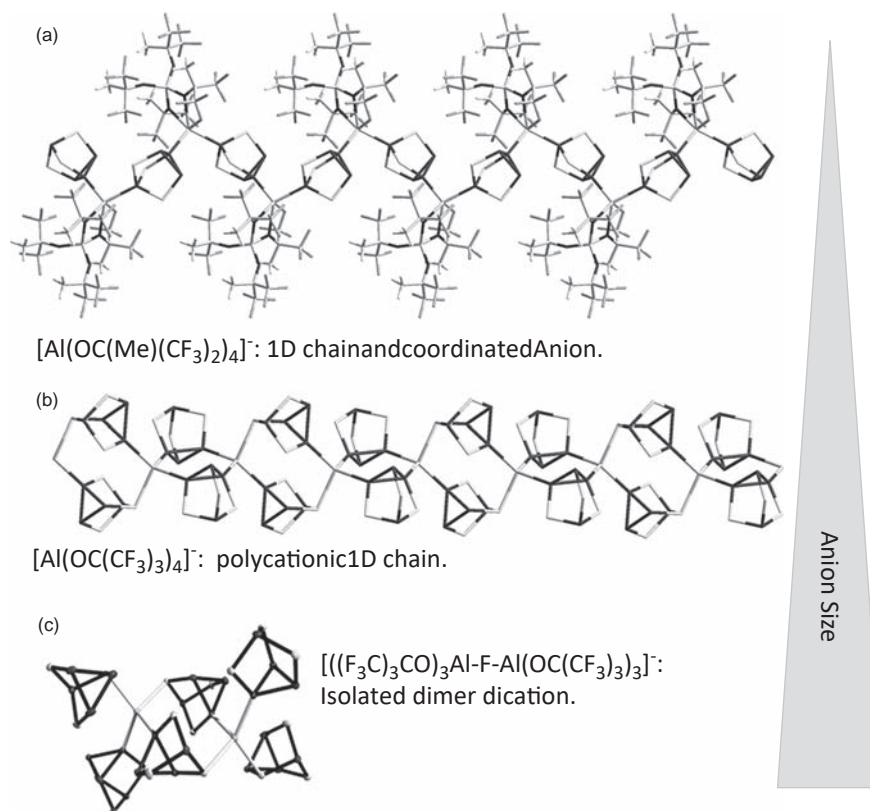 (a)
[Al(OC(Me)(CF₃)₂)₄]⁻: 1D chainandcoordinatedAnion.
(b)
[Al(OC(CF₃)₃)₄]⁻: polycationic1D chain.
(c)
[((F₃C)₃CO)₃Al-F-Al(OC(CF₃)₃)₃]⁻:
Isolated dimer dication.
Anion Size